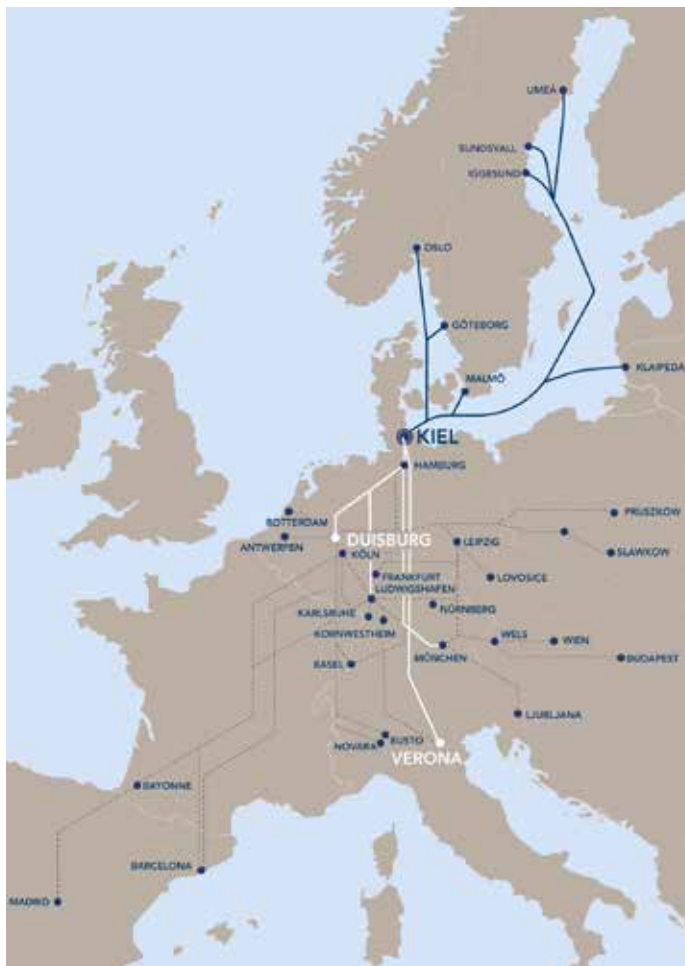 UMEÅ
SUNDSVALL
IGGESUND
OSLO
GÖTEBORG
KLAIPEDA
MALMÖ
KIEL
HAMBURG
ROTTERDAM
PRUSZKOW
ANTWERPEN
DUISBURG
LEIPZIG
KÖLN
SLAWKOW
FRANKFURT
LOVOSICE
LUDWIGSHAFEN
NÜRNBERG
KARLSRUHE
KORNWESTHEIM
WELS
WIEN
MÖNCHEN
BASEL
BUDAPEST
LJUBLJANA
BUSTO
NOVARA
VERONA
BAYONNE
BARCELONA
MADRID